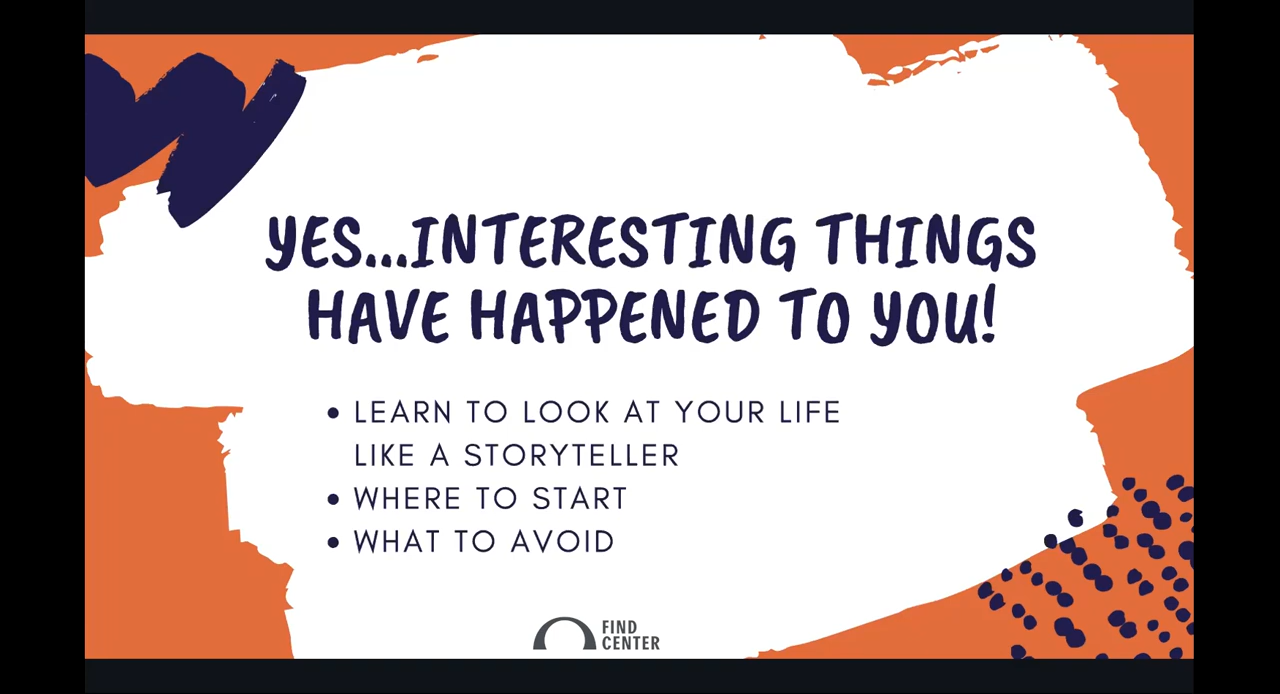 YES...INTERESTING THINGS
HAVE HAPPENED TO YOU!
• LEARN TO LOOK AT YOUR LIFE
LIKE A STORYTELLER
• WHERE TO START
• WHAT TO AVOID
FIND
CENTER